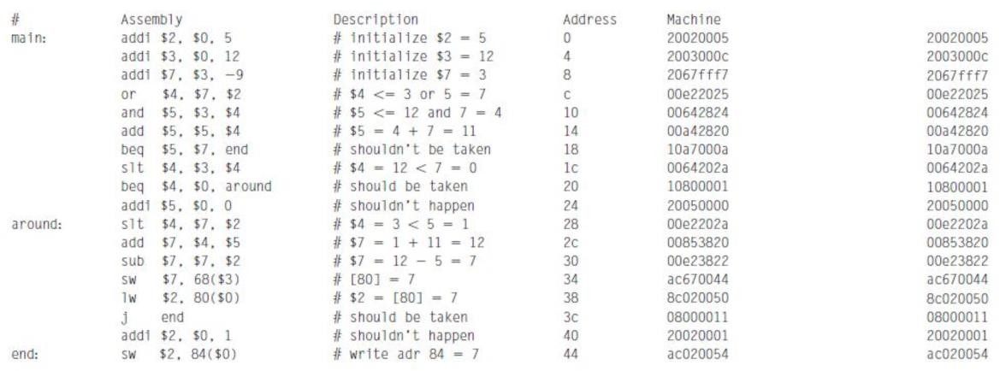 # Assembly Description Address Machine
main: addi $2, $0, 5 # initialize $2 = 5 0 20020005 20020005
addi $3, $0, 12 # initialize $3 = 12 4 2003000c 2003000c
addi $7, $3, −9 # initialize $7 = 3 8 2067fff7 2067fff7
or $4, $7, $2 # $4 <= 3 or 5 = 7 c 00e22025 00e22025
and $5, $3, $4 # $5 <= 12 and 7 = 4 10 00642824 00642824
add $5, $5, $4 # $5 = 4 + 7 = 11 14 00a42820 00a42820
beq $5, $7, end # shouldn't be taken 18 10a7000a 10a7000a
slt $4, $3, $4 # $4 = 12 < 7 = 0 1c 0064202a 0064202a
beq $4, $0, around # should be taken 20 10800001 10800001
addi $5, $0, 0 # shouldn't happen 24 20050000 20050000
around: slt $4, $7, $2 # $4 = 3 < 5 = 1 28 00e2202a 00e2202a
add $7, $4, $5 # $7 = 1 + 11 = 12 2c 00853820 00853820
sub $7, $7, $2 # $7 = 12 − 5 = 7 30 00e23822 00e23822
sw $7, 68($3) # [80] = 7 34 ac670044 ac670044
lw $2, 80($0) # $2 = [80] = 7 38 8c020050 8c020050
j end # should be taken 3c 08000011 08000011
addi $2, $0, 1 # shouldn't happen 40 20020001 20020001
end: sw $2, 84($0) # write adr 84 = 7 44 ac020054 ac020054